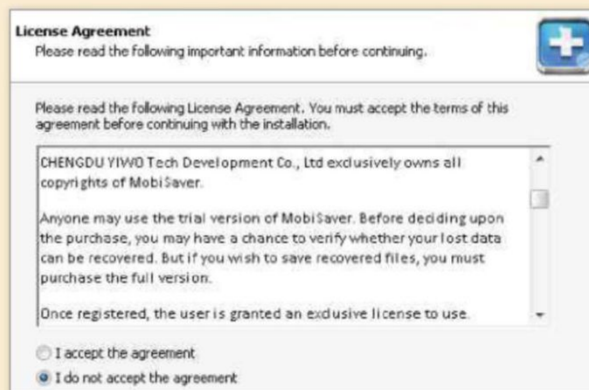 License Agreement
Please read the following important information before continuing.
Please read the following License Agreement. You must accept the terms of this
agreement before continuing with the installation.
CHENGDU YIWO Tech Development Co., Ltd exclusively owns all
copyrights of MobiSaver.
Anyone may use the trial version of MobiSaver. Before deciding upon
the purchase, you may have a chance to verify whether your lost data
can be recovered. But if you wish to save recovered files, you must
purchase the full version.
Once registered, the user is granted an exclusive license to use.
I accept the agreement
I do not accept the agreement